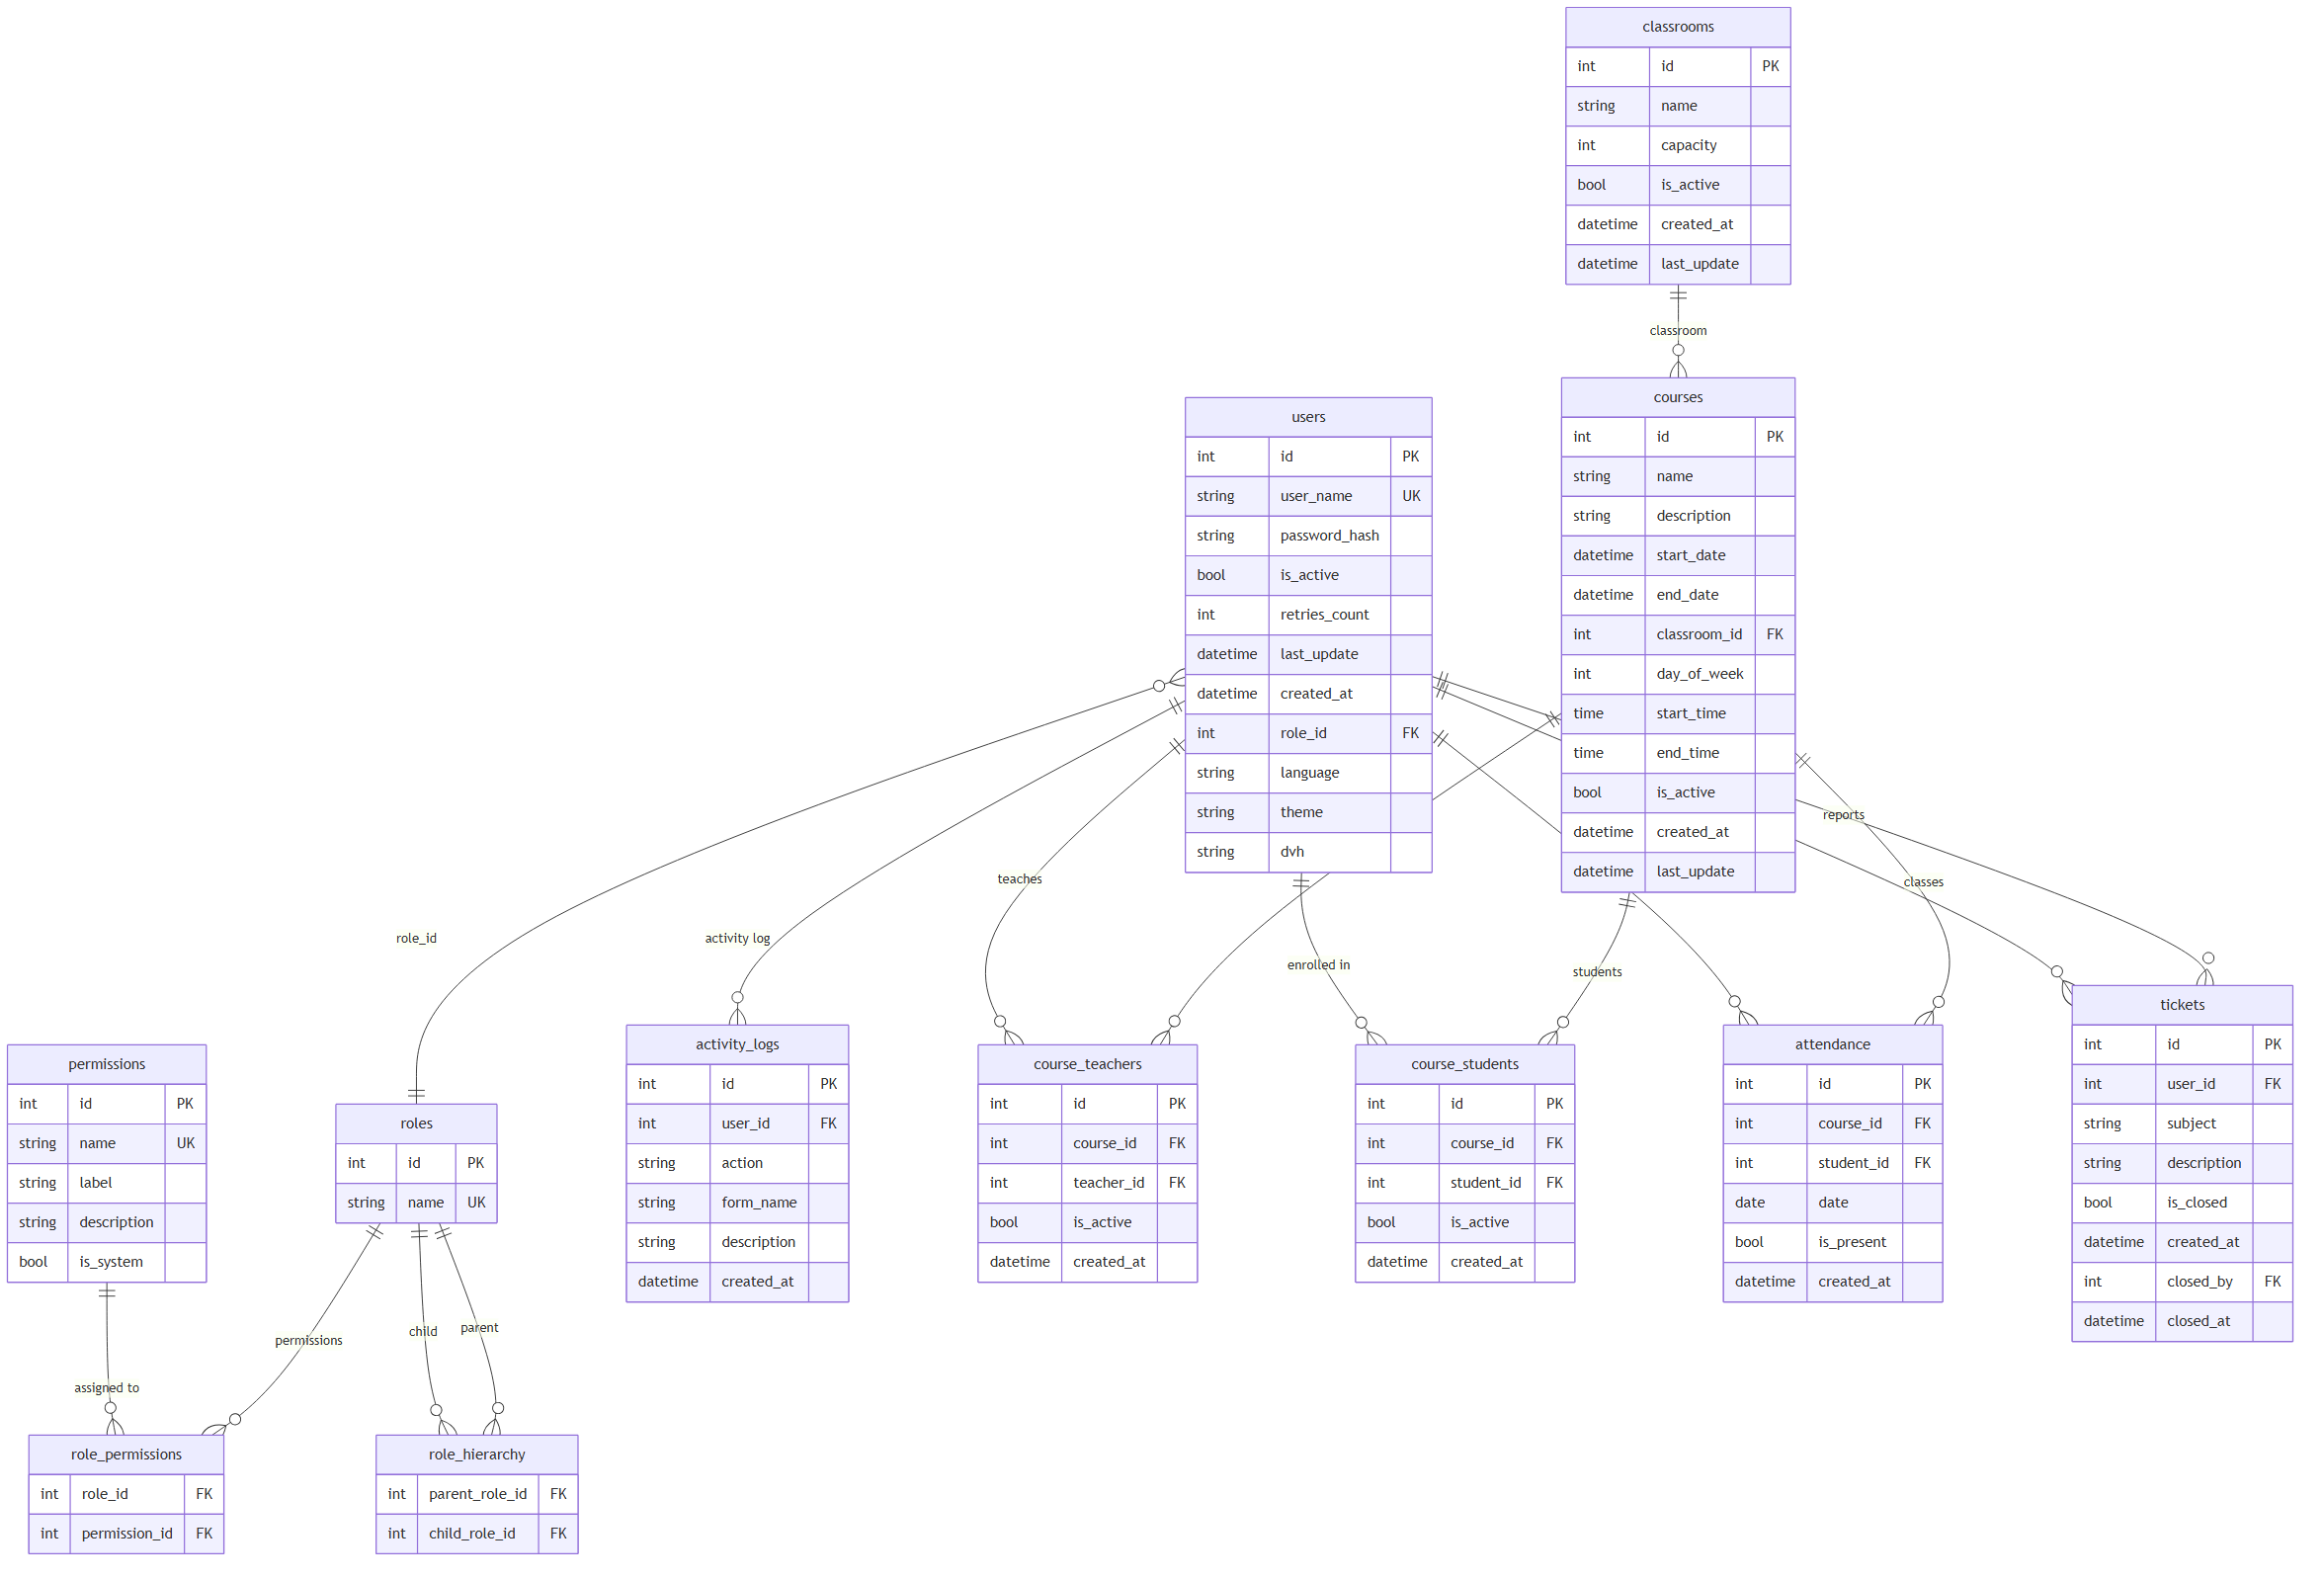 classrooms
int id PK
string name
int capacity
bool is_active
datetime created_at
datetime last_update
classroom
users
int id PK
string user_name UK
string password_hash
bool is_active
int retries_count
datetime last_update
datetime created_at
int role_id FK
string language
string theme
string dvh
courses
int id PK
string name
string description
datetime start_date
datetime end_date
int classroom_id FK
int day_of_week
time start_time
time end_time
bool is_active
datetime created_at
datetime last_update
role_id
activity log
teaches
enrolled in
students
reports
classes
permissions
int id PK
string name UK
string label
string description
bool is_system
roles
int id PK
string name UK
activity_logs
int id PK
int user_id FK
string action
string form_name
string description
datetime created_at
course_teachers
int id PK
int course_id FK
int teacher_id FK
bool is_active
datetime created_at
course_students
int id PK
int course_id FK
int student_id FK
bool is_active
datetime created_at
attendance
int id PK
int course_id FK
int student_id FK
date date
bool is_present
datetime created_at
tickets
int id PK
int user_id FK
string subject
string description
bool is_closed
datetime created_at
int closed_by FK
datetime closed_at
assigned to
permissions
child
parent
role_permissions
int role_id FK
int permission_id FK
role_hierarchy
int parent_role_id FK
int child_role_id FK